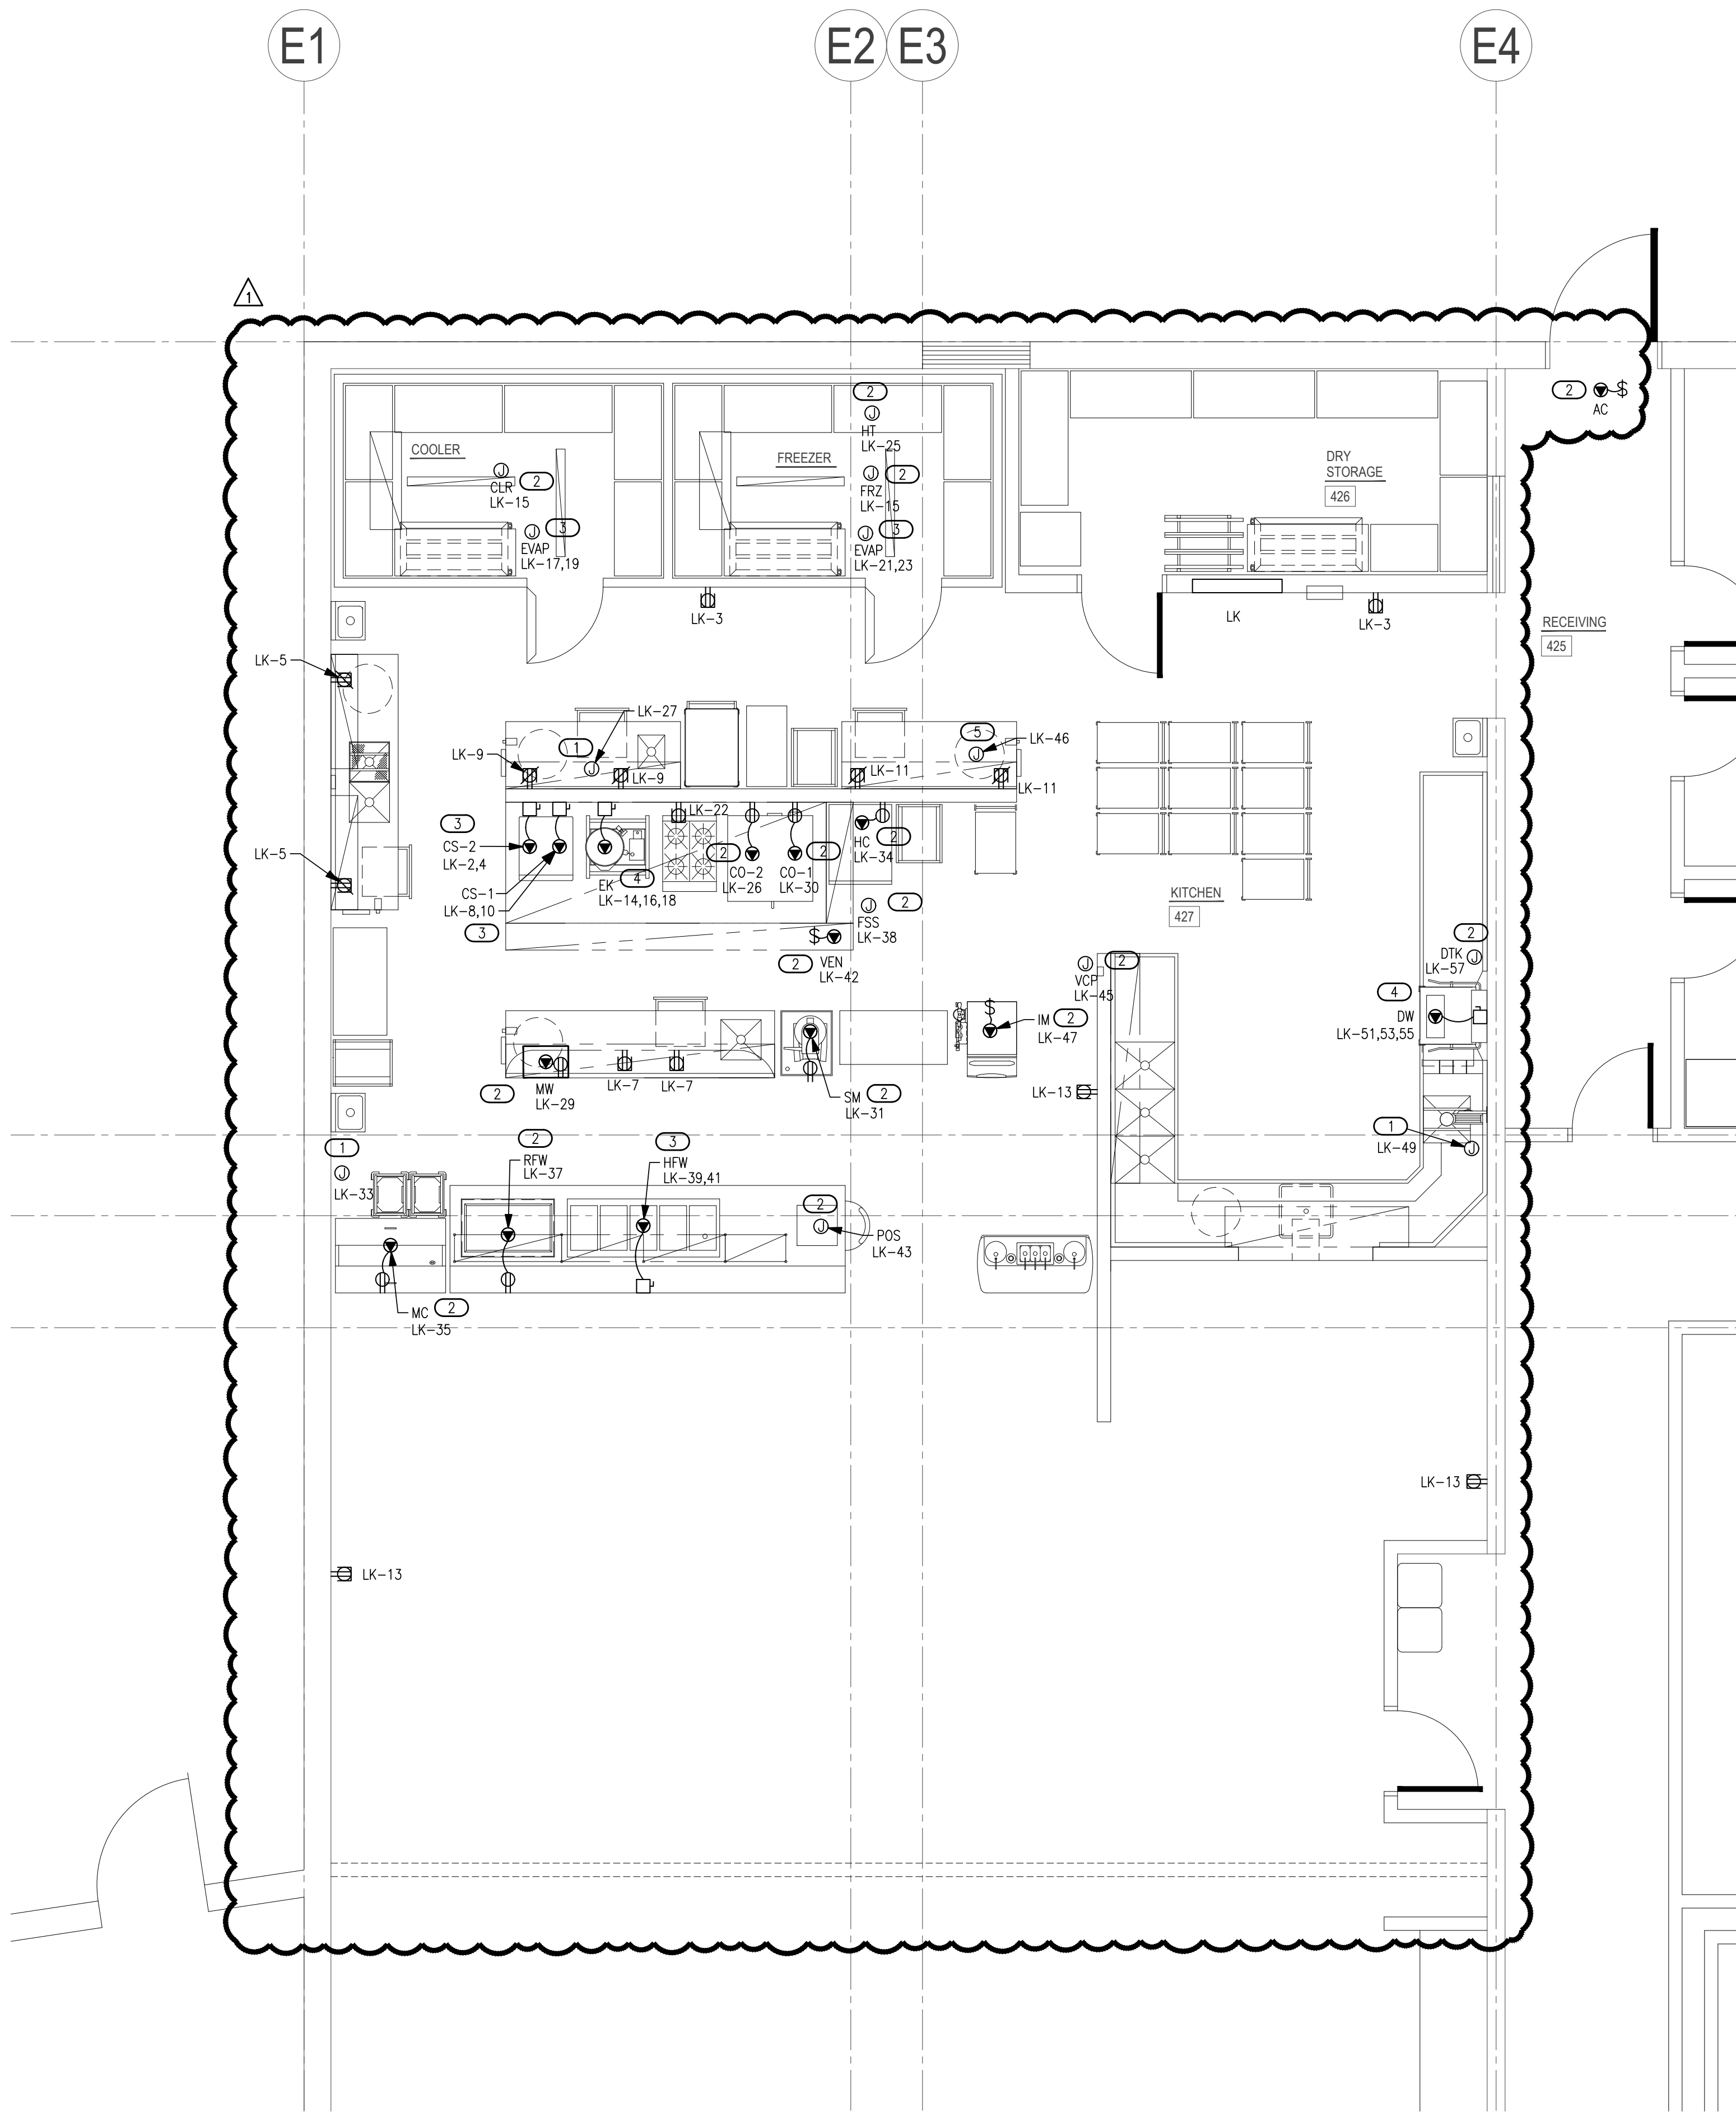 E1
E2
E3
E4
1
2
AC
2
HT
LK-25
COOLER
FREEZER
DRY
STORAGE
426
J
CLR
LK-15
2
J
FRZ
LK-15
2
J
EVAP
LK-17,19
3
J
EVAP
LK-21,23
3
LK-3
LK
LK-3
RECEIVING
425
LK-5
LK-27
LK-9
1
J
LK-9
5
J
LK-46
LK-11
LK-11
3
CS-2
LK-2,4
LK-22
LK-5
CS-1
LK-8,10
3
EK
4
LK-14,16,18
2
CO-2
LK-26
2
CO-1
LK-30
HC
2
LK-34
KITCHEN
427
J
2
FSS
LK-38
$
2
VEN
LK-42
J
2
VCP
LK-45
2
DTK
J
LK-57
4
DW
LK-51,53,55
$
IM
2
LK-47
2
MW
LK-29
LK-7
LK-7
SM
2
LK-31
LK-13
1
LK-49
J
1
J
LK-33
2
RFW
LK-37
3
HFW
LK-39,41
2
J
POS
LK-43
MC
2
LK-35
LK-13
LK-13